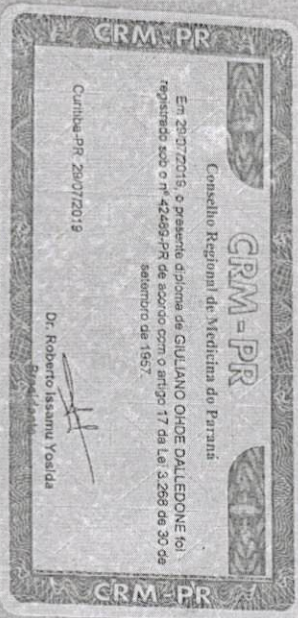 CRM-PR
CRM-PR
Conselho Regional de Medicina do Paraná
Em 29/07/2019, o presente diploma de GIULIANO OHDE DALLEDONE foi
registrado sob o nº 42469-PR de acordo com o artigo 17 da Lei 3.268 de 30 de
setembro de 1957.
Curitiba-PR, 29/07/2019
Dr. Roberto Issamu Yosida
Presidente
CRM-PR